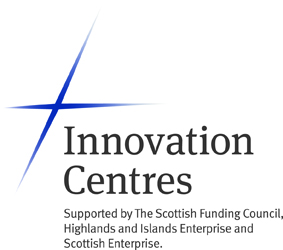 Innovation
Centres
Supported by The Scottish Funding Council,
Highlands and Islands Enterprise and
Scottish Enterprise.